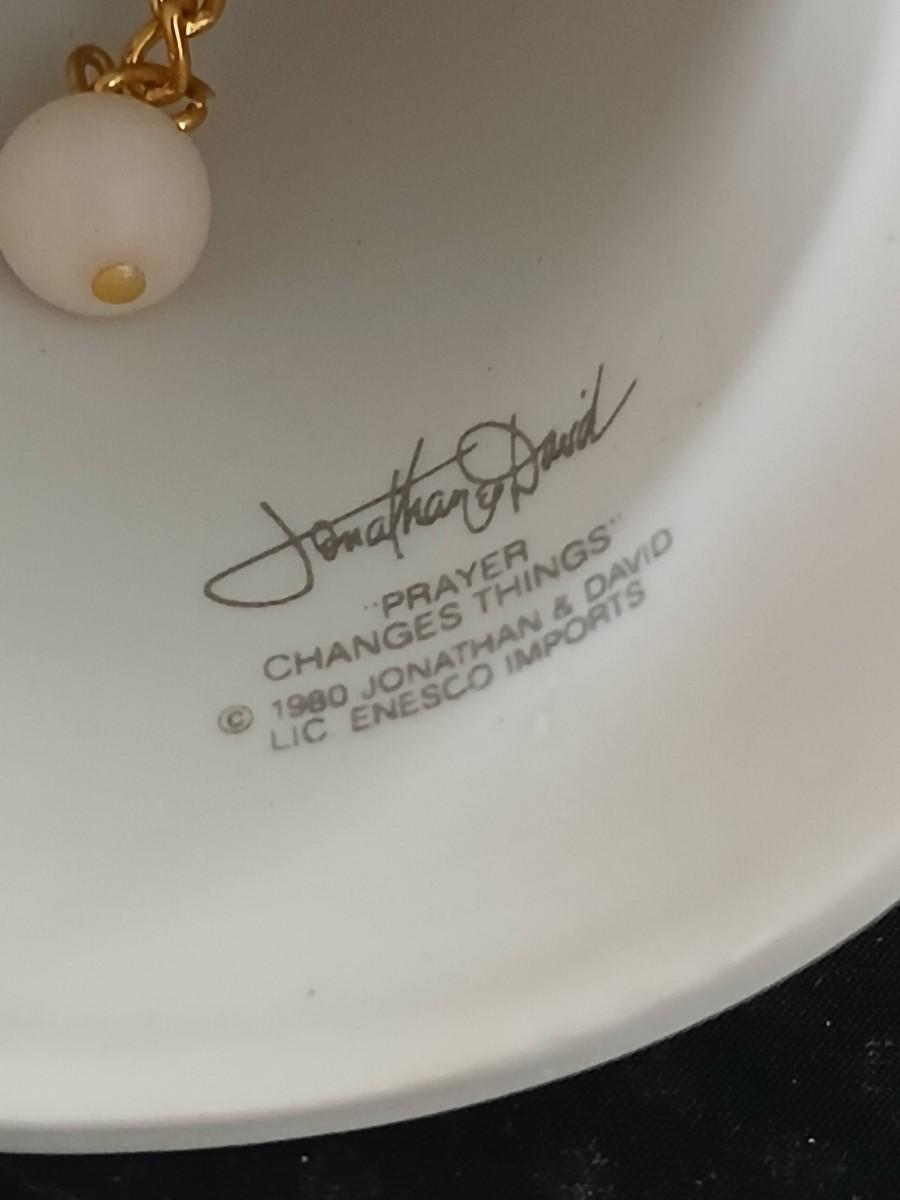 Jonathan & David
"PRAYER
CHANGES THINGS"
© 1980 JONATHAN & DAVID
LIC ENESCO IMPORTS